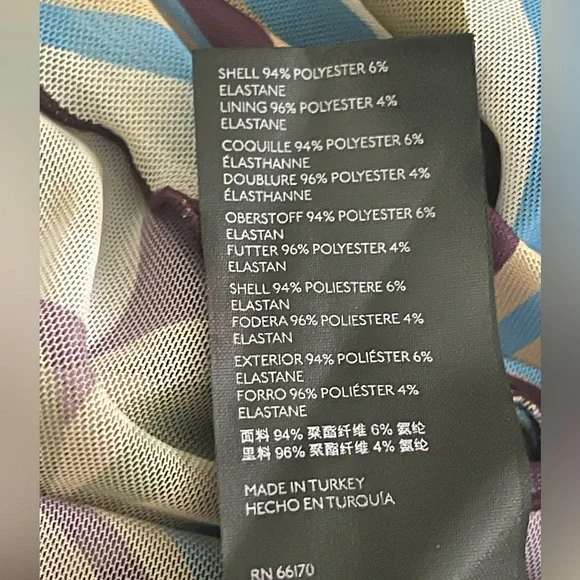 SHELL 94% POLYESTER 6%
ELASTANE
LINING 96% POLYESTER 4%
ELASTANE
COQUILLE 94% POLYESTER 6%
ÉLASTHANNE
DOUBLURE 96% POLYESTER 4%
ÉLASTHANNE
OBERSTOFF 94% POLYESTER 6%
ELASTAN
FUTTER 96% POLYESTER 4%
ELASTAN
SHELL 94% POLIESTERE 6%
ELASTAN
FODERA 96% POLIESTERE 4%
ELASTAN
EXTERIOR 94% POLIÉSTER 6%
ELASTANE
FORRO 96% POLIÉSTER 4%
ELASTANE
面料 94% 聚酯纤维 6% 氨纶
里料 96% 聚酯纤维 4% 氨纶
MADE IN TURKEY
HECHO EN TURQUÍA
RN 66170